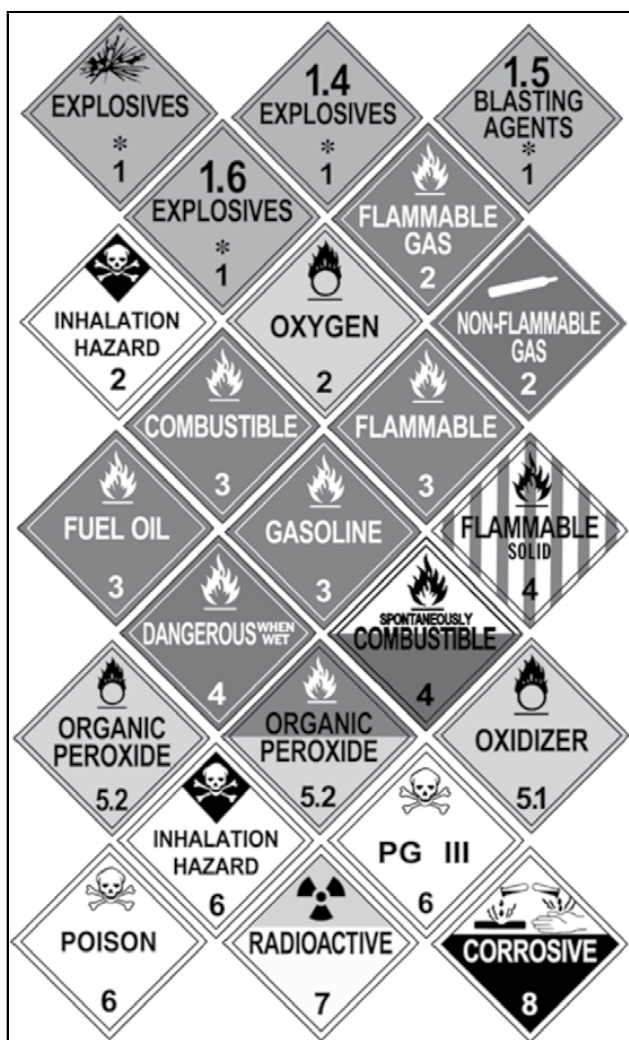 EXPLOSIVES
*
1
1.4
EXPLOSIVES
*
1
1.5
BLASTING
AGENTS
*
1
1.6
EXPLOSIVES
*
1
FLAMMABLE
GAS
2
INHALATION
HAZARD
2
OXYGEN
2
NON-FLAMMABLE
GAS
2
COMBUSTIBLE
3
FLAMMABLE
3
FUEL OIL
3
GASOLINE
3
FLAMMABLE
SOLID
4
DANGEROUS WHEN
WET
4
SPONTANEOUSLY
COMBUSTIBLE
4
ORGANIC
PEROXIDE
5.2
ORGANIC
PEROXIDE
5.2
OXIDIZER
5.1
INHALATION
HAZARD
6
PG III
6
POISON
6
RADIOACTIVE
7
CORROSIVE
8